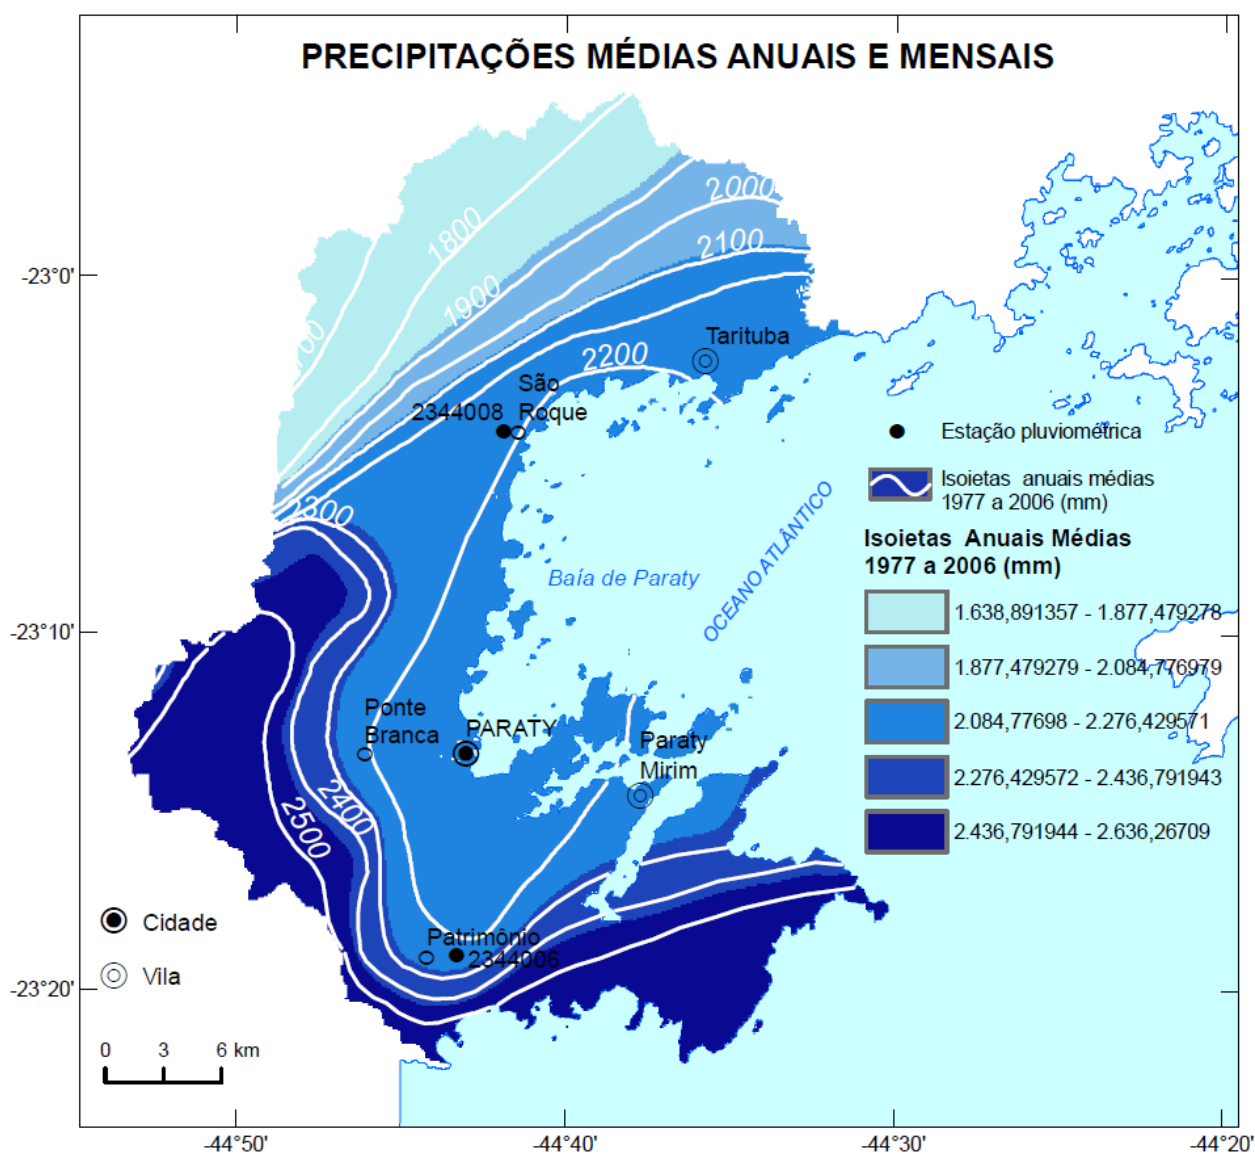 PRECIPITAÇÕES MÉDIAS ANUAIS E MENSAIS
2000
1800
2100
-23°0'
1900
Tarituba
2200
São
Roque
2344008
Estação pluviométrica
Isoietas anuais médias
1977 a 2006 (mm)
2300
OCEANO ATLÂNTICO
Isoietas Anuais Médias
1977 a 2006 (mm)
Baía de Paraty
1.638,891357 - 1.877,479278
-23°10'
1.877,479279 - 2.084,776979
Ponte
Branca
PARATY
2.084,77698 - 2.276,429571
Paraty
Mirim
2.276,429572 - 2.436,791943
2400
2500
2.436,791944 - 2.636,26709
Cidade
Patrimônio
2344006
Vila
-23°20'
0 3 6 km
-44°50' -44°40' -44°30' -44°20'